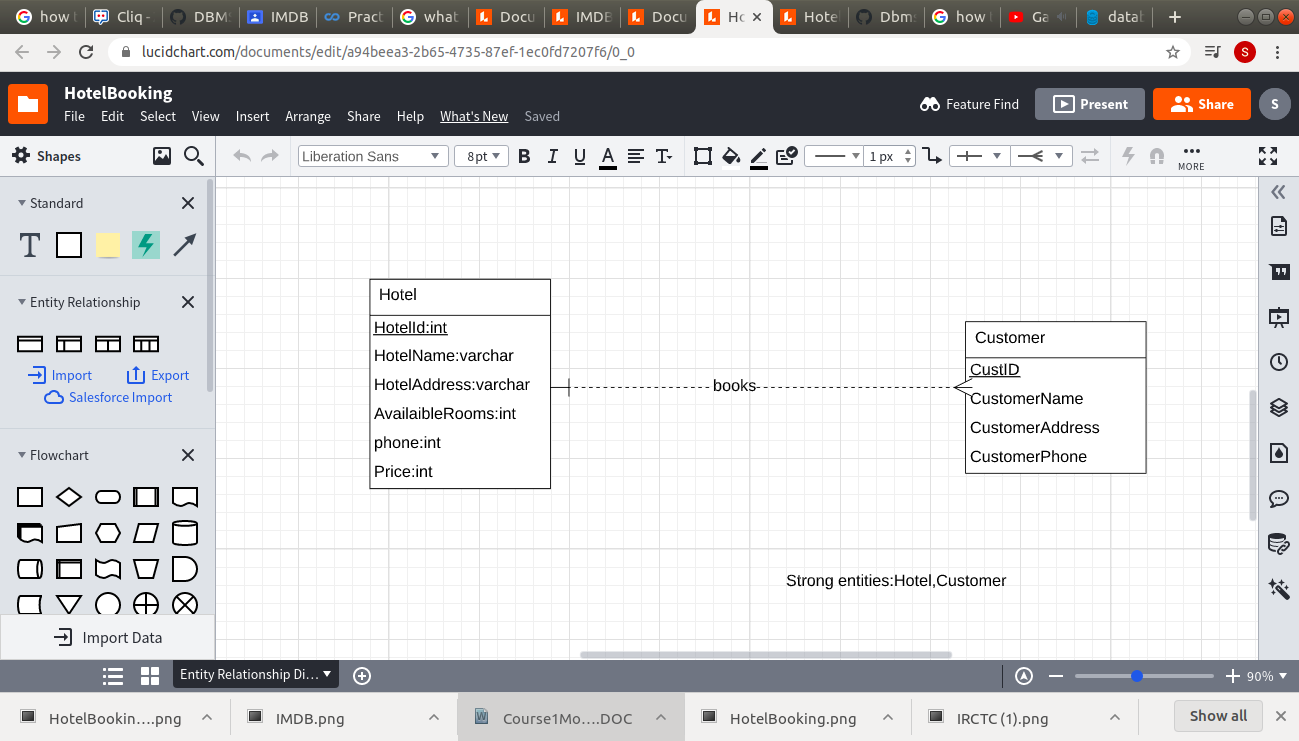 how t
Cliq -
DBMS
IMDB
Pract
what
Docu
IMDB
Docu
Ho
Hotel
Dbms
how
Ga
datab
lucidchart.com/documents/edit/a94beea3-2b65-4735-87ef-1ec0fd7207f6/0_0
S
HotelBooking
File Edit Select View Insert Arrange Share Help What's New Saved
Feature Find
Present
Share
S
Shapes
Liberation Sans
8pt
B I U A T
1 px
MORE
Standard
T
Entity Relationship
Import
Export
Salesforce Import
Flowchart
Import Data
Hotel
HotelId:int
HotelName:varchar
HotelAddress:varchar
AvailaibleRooms:int
phone:int
Price:int
books
Customer
CustID
CustomerName
CustomerAddress
CustomerPhone
Strong entities:Hotel,Customer
Entity Relationship Di...
90%
HotelBookin....png
IMDB.png
Course1Mo....DOC
HotelBooking.png
IRCTC (1).png
Show all